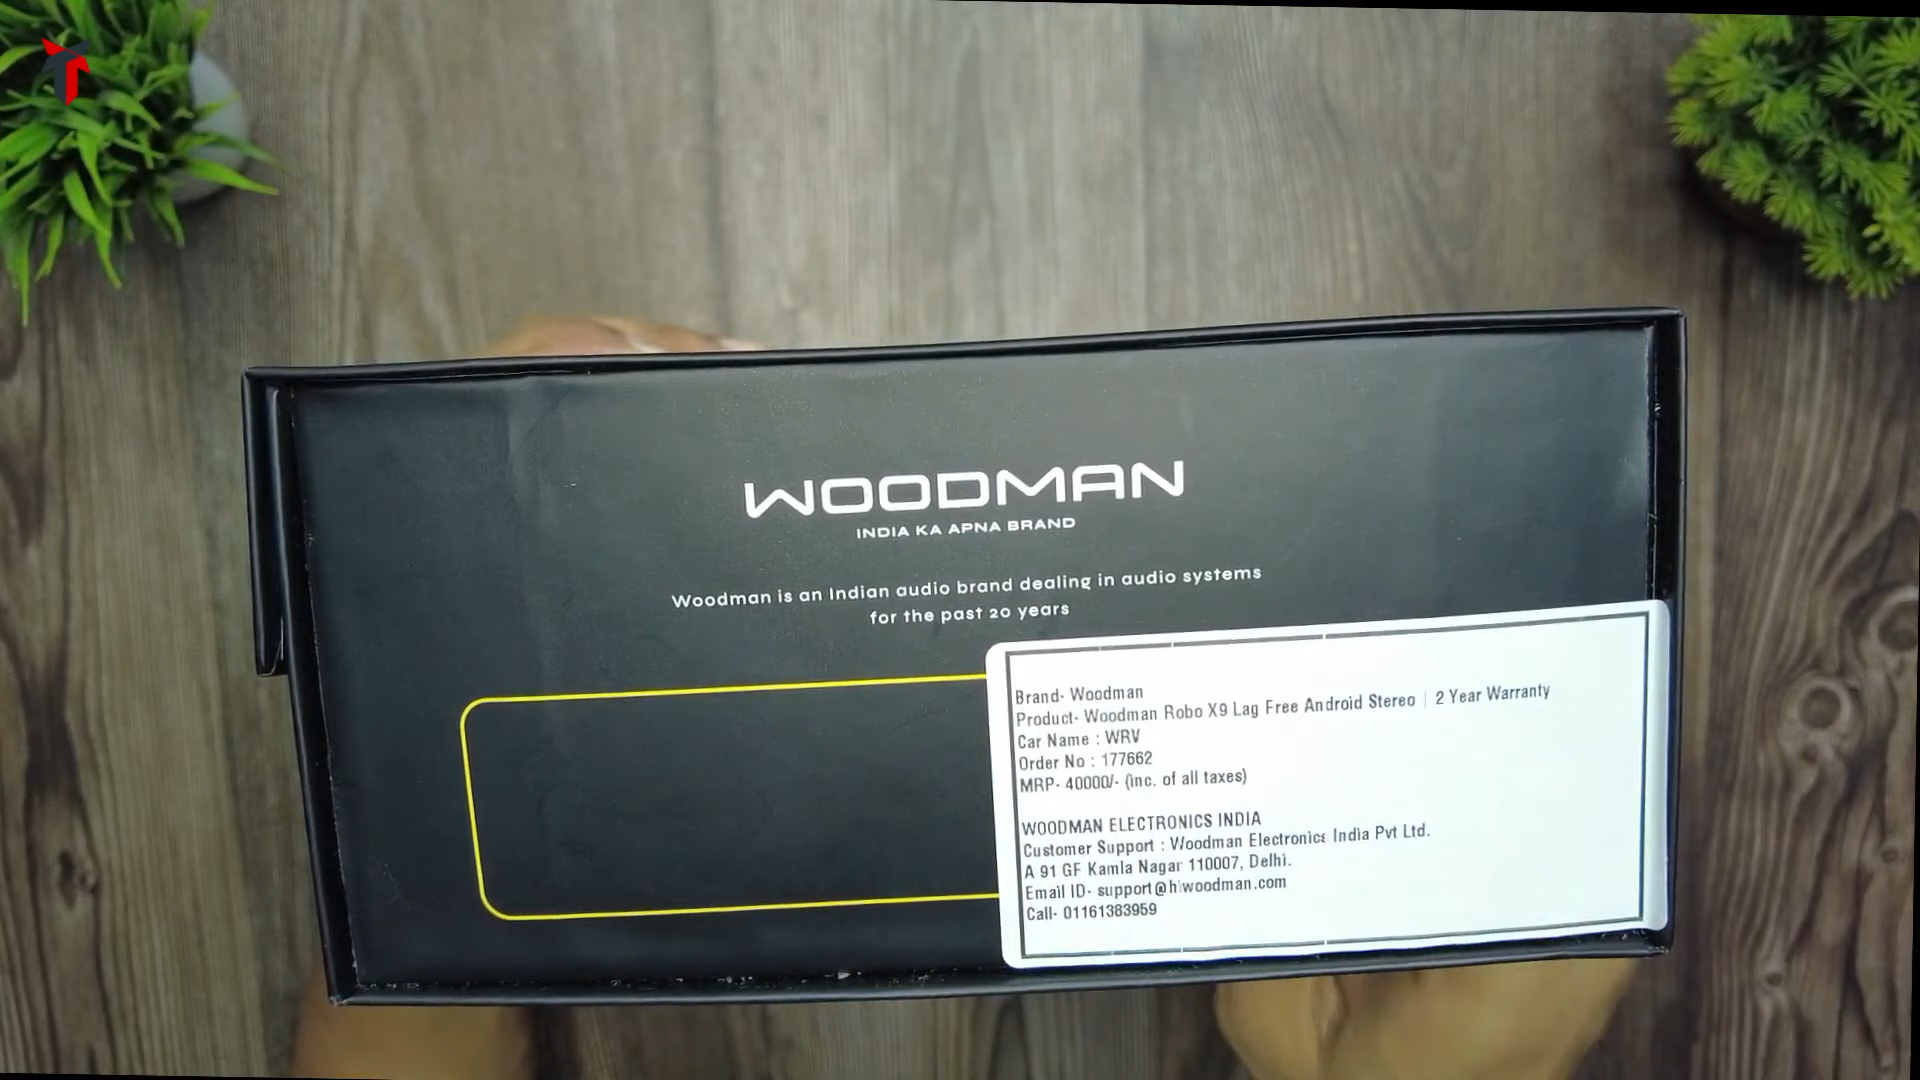 WOODMAN
INDIA KA APNA BRAND
Woodman is an Indian audio brand dealing in audio systems
for the past 20 years
Brand- Woodman
Product- Woodman Robo X9 Lag Free Android Stereo | 2 Year Warranty
Car Name : WRV
Order No : 177662
MRP- 40000/- (inc. of all taxes)
WOODMAN ELECTRONICS INDIA
Customer Support : Woodman Electronics India Pvt Ltd.
A 91 GF Kamla Nagar 110007, Delhi.
Email ID- support@hiwoodman.com
Call- 01161383959